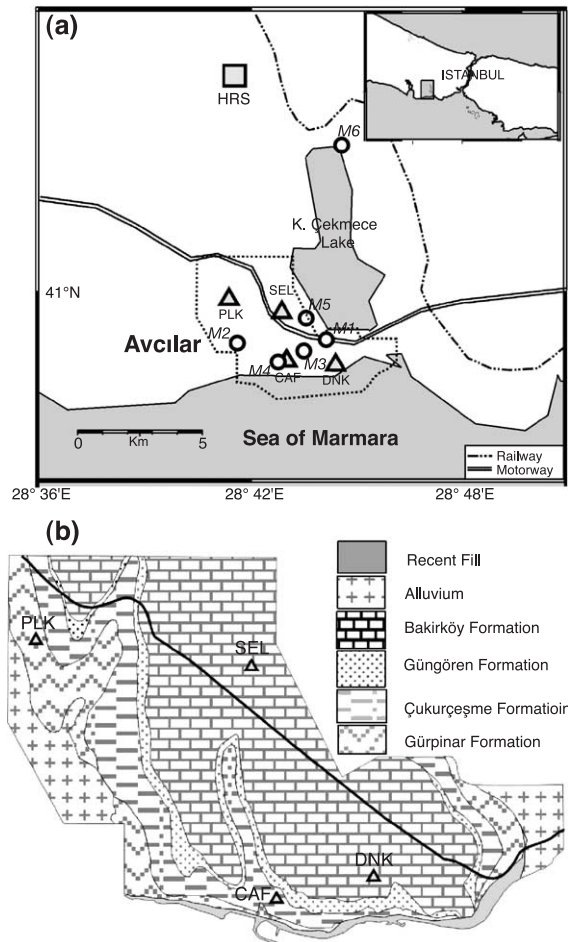 (a)
HRS
ISTANBUL
M6
K. Çekmece
Lake
41°N
SEL
PLK
M5
M2
M1
Avcılar
M4
CAF
M3
DNK
0 Km 5
Sea of Marmara
Railway
Motorway
28° 36'E 28° 42'E 28° 48'E
(b)
Recent Fill
Alluvium
Bakirköy Formation
Güngören Formation
Çukurçeşme Formatioin
Gürpinar Formation
PLK
SEL
DNK
CAF